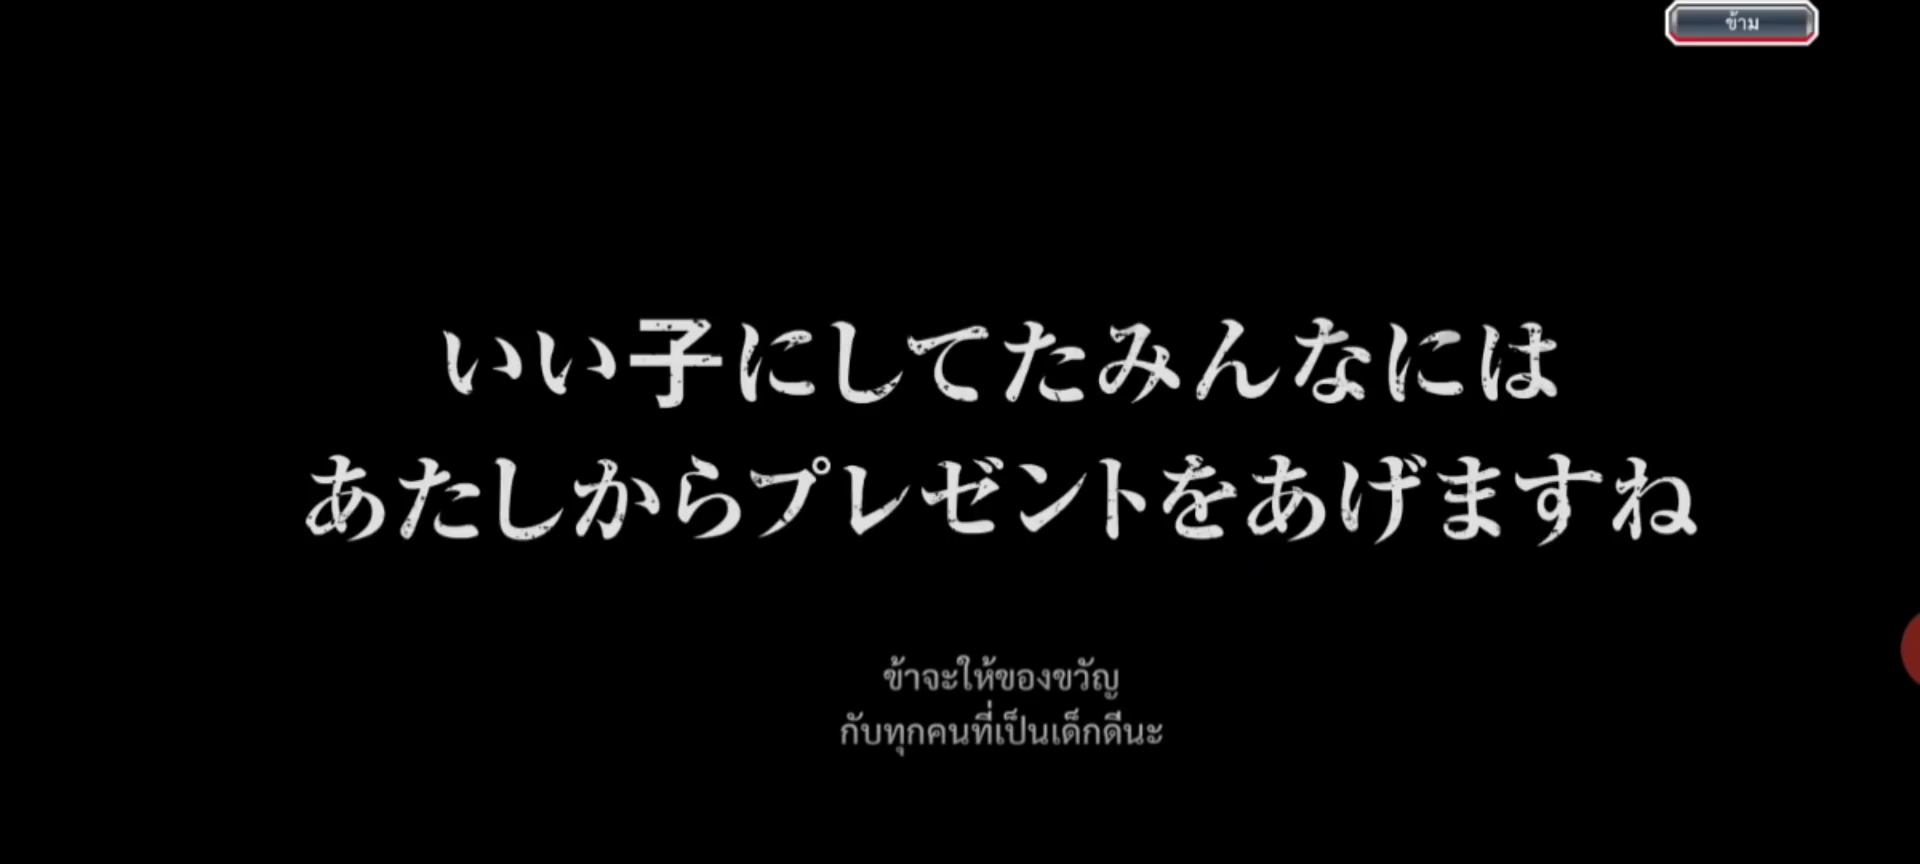 ข้าม
いい子にしてたみんなには
あたしからプレゼントをあげますね
ข้าจะให้ของขวัญ
กับทุกคนที่เป็นเด็กดีนะ